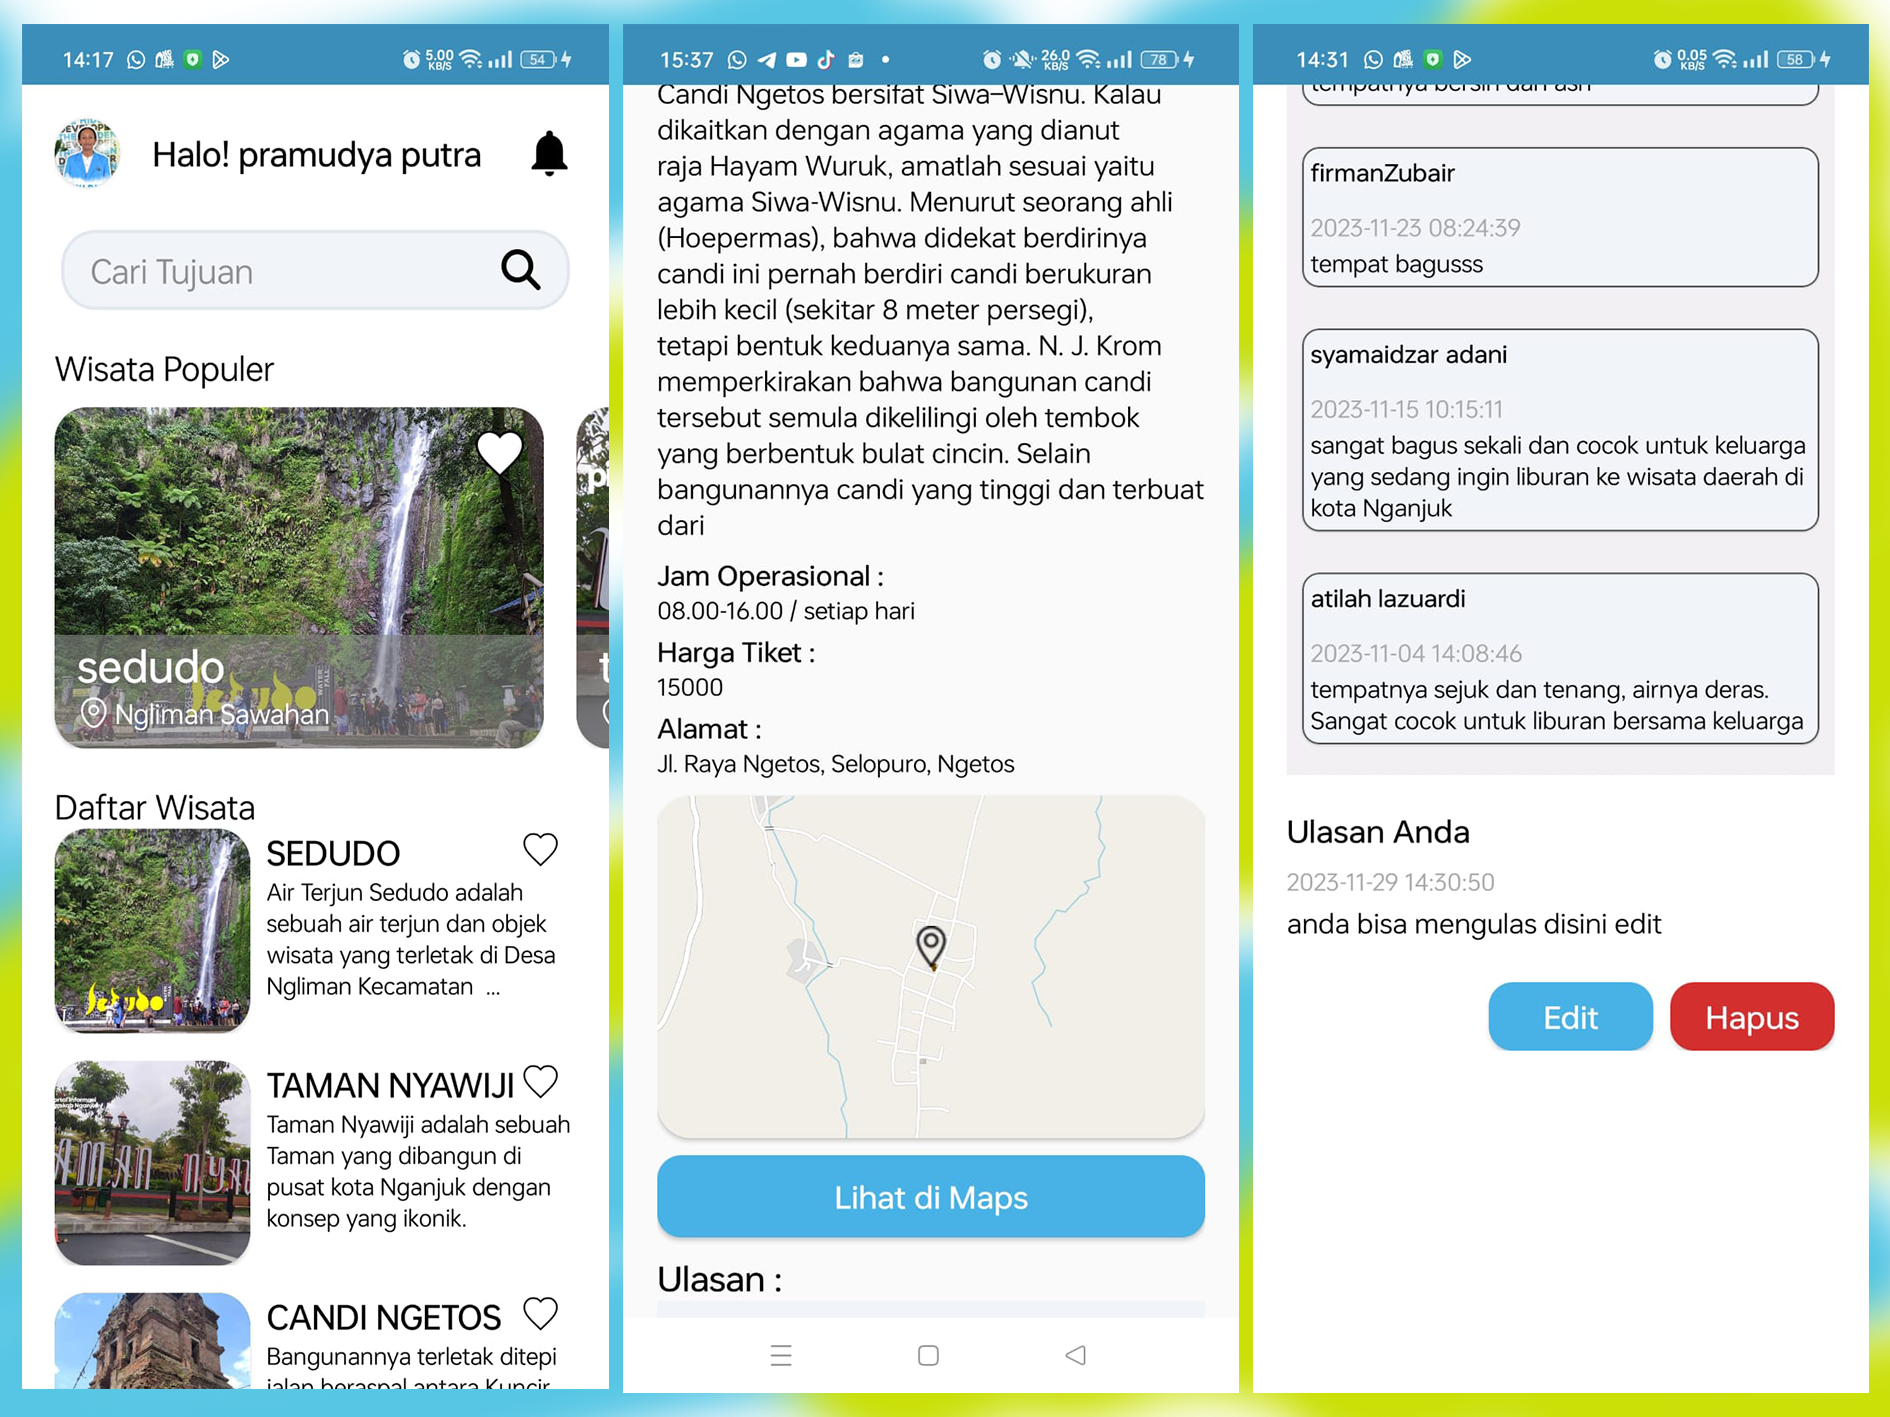 14:17
5.00
KB/S
54
Halo! pramudya putra
Cari Tujuan
Wisata Populer
sedudo
Ngliman Sawahan
Daftar Wisata
SEDUDO
Air Terjun Sedudo adalah
sebuah air terjun dan objek
wisata yang terletak di Desa
Ngliman Kecamatan ...
TAMAN NYAWIJI
Taman Nyawiji adalah sebuah
Taman yang dibangun di
pusat kota Nganjuk dengan
konsep yang ikonik.
CANDI NGETOS
Bangunannya terletak ditepi
jalan beraspal antara Kuncir
15:37
26.0
KB/S
78
Candi Ngetos bersifat Siwa–Wisnu. Kalau
dikaitkan dengan agama yang dianut
raja Hayam Wuruk, amatlah sesuai yaitu
agama Siwa-Wisnu. Menurut seorang ahli
(Hoepermas), bahwa didekat berdirinya
candi ini pernah berdiri candi berukuran
lebih kecil (sekitar 8 meter persegi),
tetapi bentuk keduanya sama. N. J. Krom
memperkirakan bahwa bangunan candi
tersebut semula dikelilingi oleh tembok
yang berbentuk bulat cincin. Selain
bangunannya candi yang tinggi dan terbuat
dari
Jam Operasional :
08.00-16.00 / setiap hari
Harga Tiket :
15000
Alamat :
Jl. Raya Ngetos, Selopuro, Ngetos
Lihat di Maps
Ulasan :
14:31
0.05
KB/S
58
tempatnya bersih dan asri
firmanZubair
2023-11-23 08:24:39
tempat bagusss
syamaidzar adani
2023-11-15 10:15:11
sangat bagus sekali dan cocok untuk keluarga
yang sedang ingin liburan ke wisata daerah di
kota Nganjuk
atilah lazuardi
2023-11-04 14:08:46
tempatnya sejuk dan tenang, airnya deras.
Sangat cocok untuk liburan bersama keluarga
Ulasan Anda
2023-11-29 14:30:50
anda bisa mengulas disini edit
Edit
Hapus